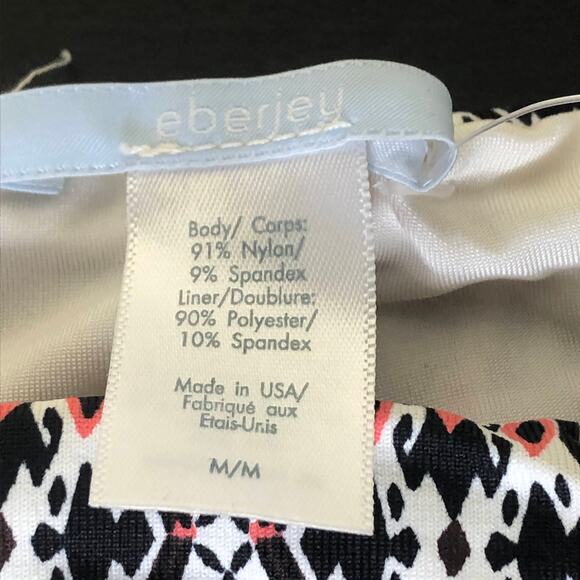 eberjey
Body/ Corps:
91% Nylon/
9% Spandex
Liner/Doublure:
90% Polyester/
10% Spandex
Made in USA/
Fabriqué aux
Etais-Unis
M/M